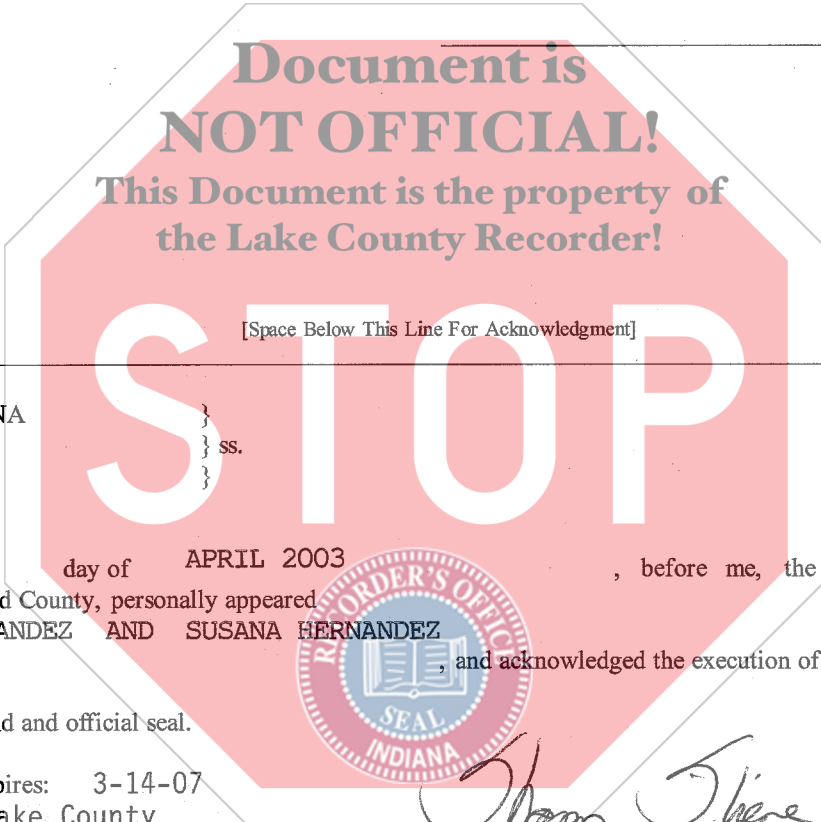 Document is
NOT OFFICIAL!
This Document is the property of
the Lake County Recorder!
[Space Below This Line For Acknowledgment]
STOP
NA }
} ss.
}
day of APRIL 2003 , before me, the
d County, personally appeared
ANDEZ AND SUSANA HERNANDEZ
, and acknowledged the execution of
RECORDER'S OFFICE
SEAL
INDIANA
d and official seal.
pires: 3-14-07
ake County